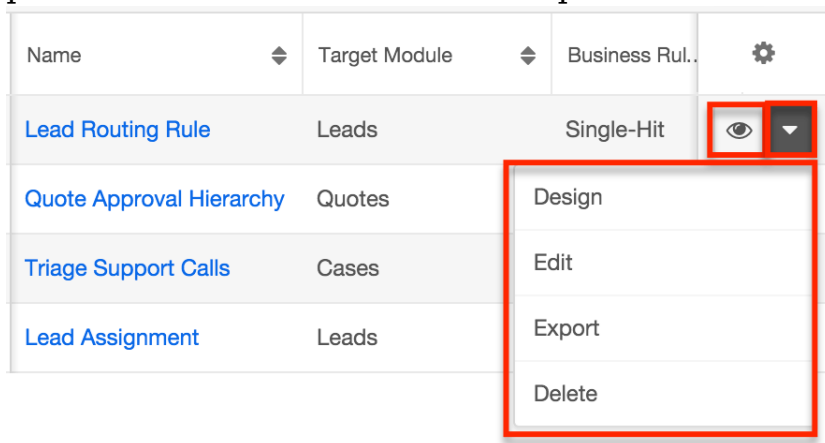 Name Target Module Business Rul..
Lead Routing Rule Leads Single-Hit
Quote Approval Hierarchy Quotes
Design
Triage Support Calls Cases
Edit
Lead Assignment Leads
Export
Delete